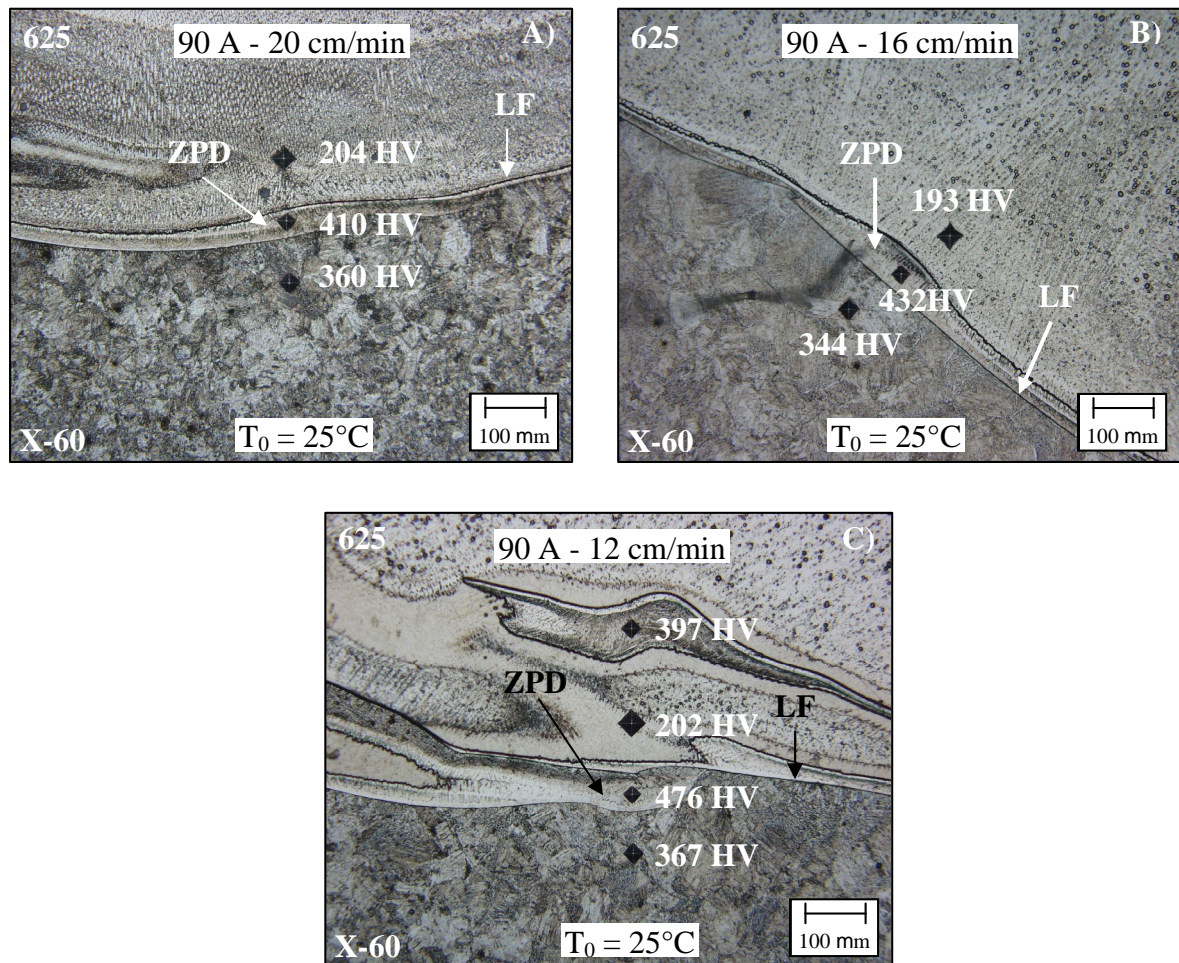 625
90 A - 20 cm/min
A)
LF
ZPD
204 HV
410 HV
360 HV
X-60
T0 = 25°C
100 mm
625
90 A - 16 cm/min
B)
ZPD
193 HV
432HV
LF
344 HV
X-60
T0 = 25°C
100 mm
625
90 A - 12 cm/min
C)
397 HV
ZPD
202 HV
LF
476 HV
367 HV
X-60
T0 = 25°C
100 mm